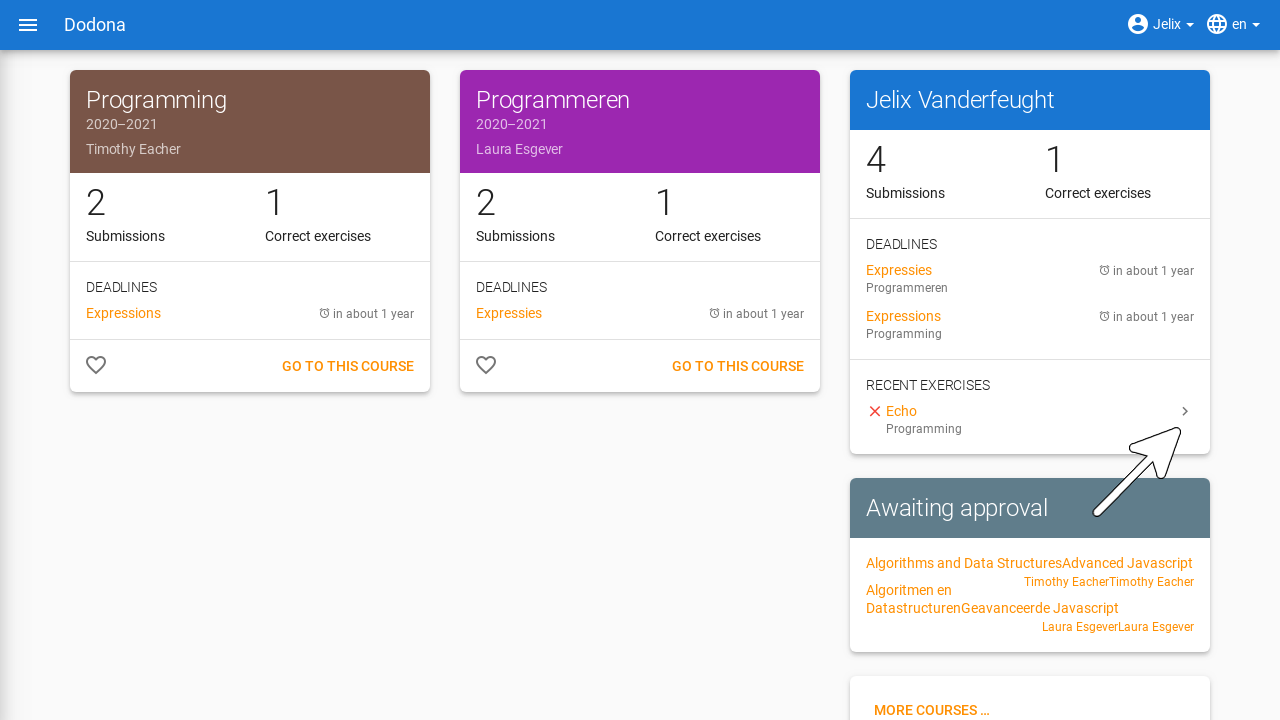 Dodona
Jelix
en
Programming
2020–2021
Timothy Eacher
2
1
Submissions
Correct exercises
DEADLINES
Expressions
in about 1 year
GO TO THIS COURSE
Programmeren
2020–2021
Laura Esgever
2
1
Submissions
Correct exercises
DEADLINES
Expressies
in about 1 year
GO TO THIS COURSE
Jelix Vanderfeught
4
1
Submissions
Correct exercises
DEADLINES
Expressies
in about 1 year
Programmeren
Expressions
in about 1 year
Programming
RECENT EXERCISES
Echo
Programming
Awaiting approval
Algorithms and Data StructuresAdvanced Javascript
Timothy EacherTimothy Eacher
Algoritmen en
DatastructurenGeavanceerde Javascript
Laura EsgeverLaura Esgever
MORE COURSES ...